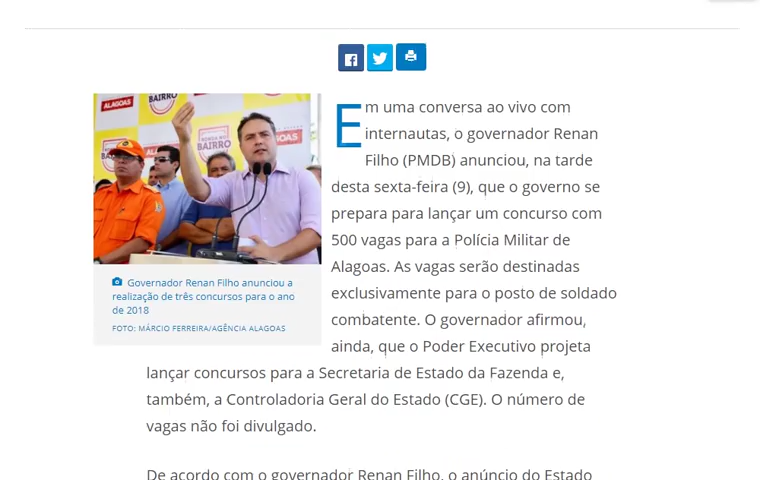 ALAGOAS
BAIRRO
RONDA NO
BAIRRO
ALAGOAS
Em uma conversa ao vivo com
internautas, o governador Renan
Filho (PMDB) anunciou, na tarde
desta sexta-feira (9), que o governo se
prepara para lançar um concurso com
500 vagas para a Polícia Militar de
Alagoas. As vagas serão destinadas
exclusivamente para o posto de soldado
combatente. O governador afirmou,
ainda, que o Poder Executivo projeta
Governador Renan Filho anunciou a
realização de três concursos para o ano
de 2018
FOTO: MÁRCIO FERREIRA/AGÊNCIA ALAGOAS
lançar concursos para a Secretaria de Estado da Fazenda e,
também, a Controladoria Geral do Estado (CGE). O número de
vagas não foi divulgado.
De acordo com o governador Renan Filho, o anúncio do Estado